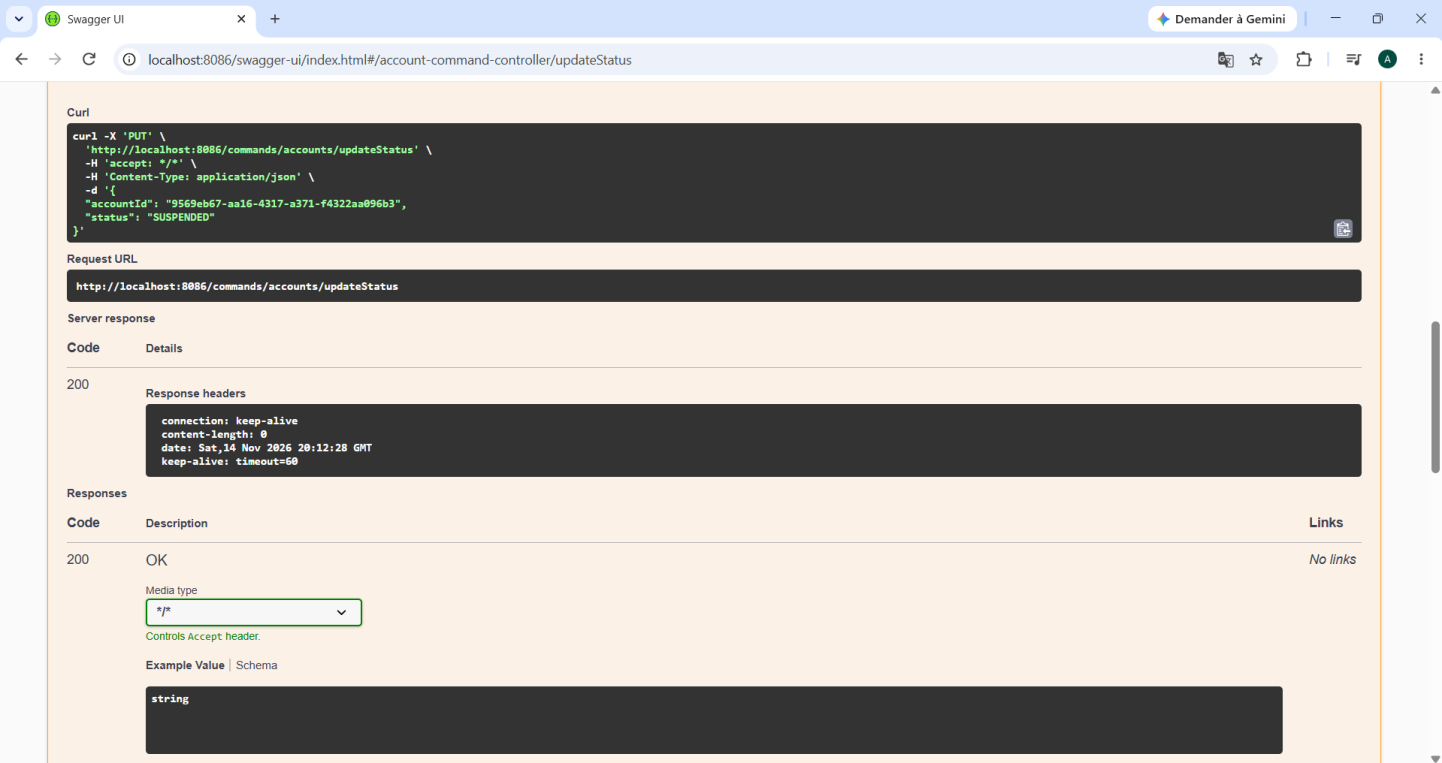 Swagger UI
Demander à Gemini
localhost:8086/swagger-ui/index.html#/account-command-controller/updateStatus
A
Curl
curl -X 'PUT' \
  'http://localhost:8086/commands/accounts/updateStatus' \
  -H 'accept: */*' \
  -H 'Content-Type: application/json' \
  -d '{
  "accountId": "9569eb67-aa16-4317-a371-f4322aa096b3",
  "status": "SUSPENDED"
}'
Request URL
http://localhost:8086/commands/accounts/updateStatus
Server response
Code Details
200
Response headers
connection: keep-alive
content-length: 0
date: Sat,14 Nov 2026 20:12:28 GMT
keep-alive: timeout=60
Responses
Code Description Links
200 OK No links
Media type
*/*
Controls Accept header.
Example Value Schema
string